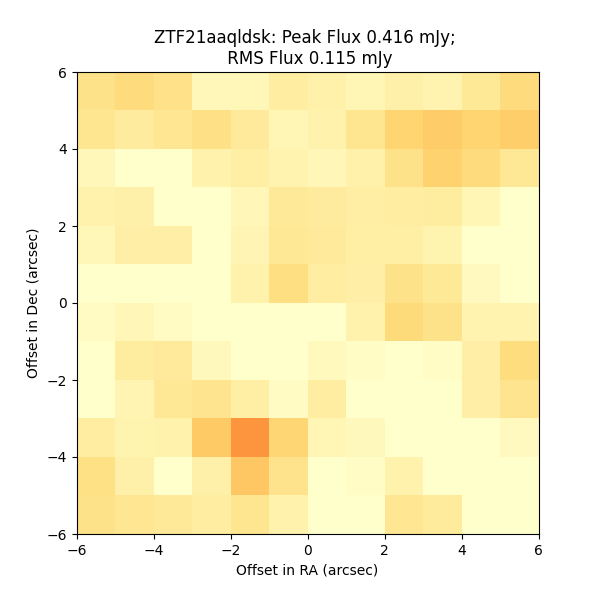 ZTF21aaqldsk: Peak Flux 0.416 mJy;
RMS Flux 0.115 mJy
6
4
2
0
−2
−4
−6
Offset in Dec (arcsec)
−6 −4 −2 0 2 4 6
Offset in RA (arcsec)